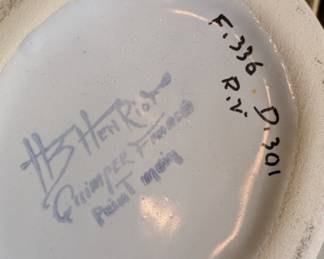 HB Henriot
Quimper France
Peint main
F.336 D.301
R.V.